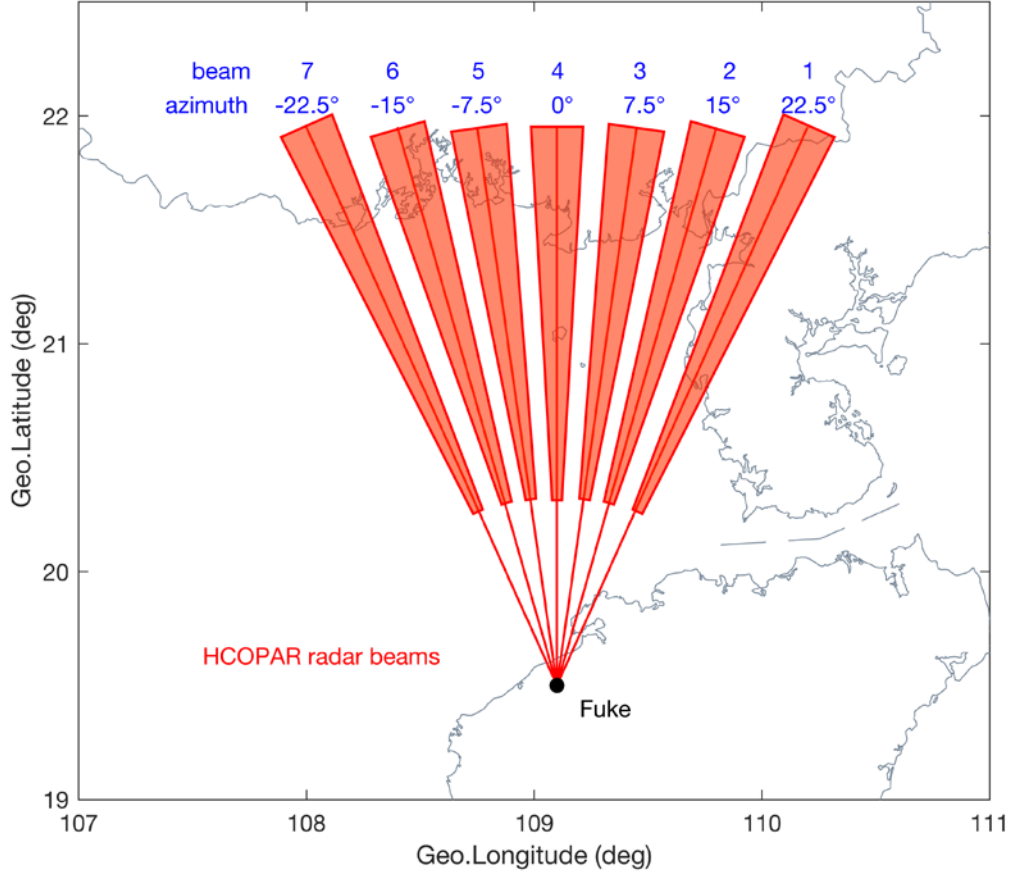 beam 7 6 5 4 3 2 1
azimuth -22.5° -15° -7.5° 0° 7.5° 15° 22.5°
22
21
20
19
Geo.Latitude (deg)
HCOPAR radar beams
Fuke
107 108 109 110 111
Geo.Longitude (deg)